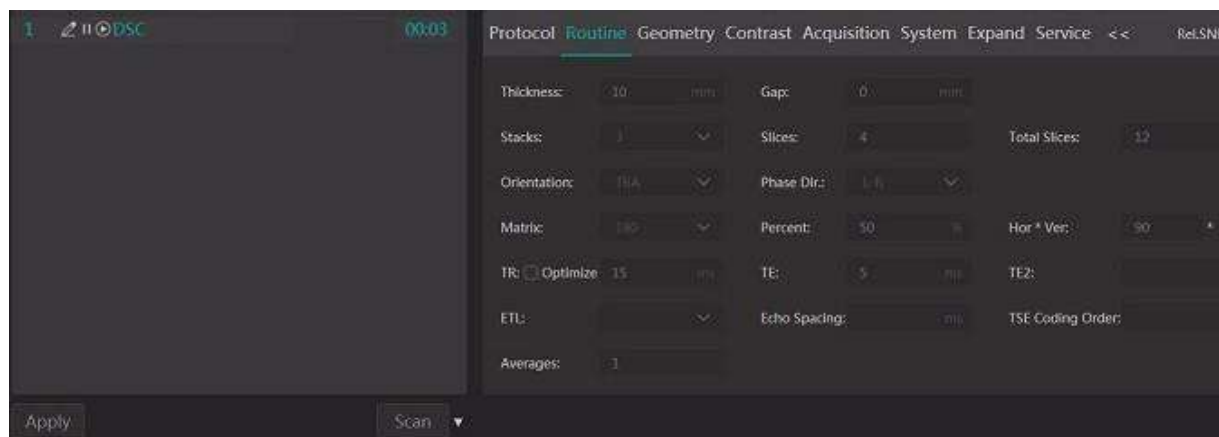 1 DSC 00:03
Protocol Routine Geometry Contrast Acquisition System Expand Service << Rel.SNR
Thickness: 10 mm Gap: 0 mm
Stacks: Slices: 4 Total Slices: 12
Orientation: TRA Phase Dir.:
Matrix: Percent: 50 Hor * Ver: 90 *
TR: Optimize 15 ms TE: 5 ms TE2:
ETL: Echo Spacing: ms TSE Coding Order:
Averages: 1
Apply Scan